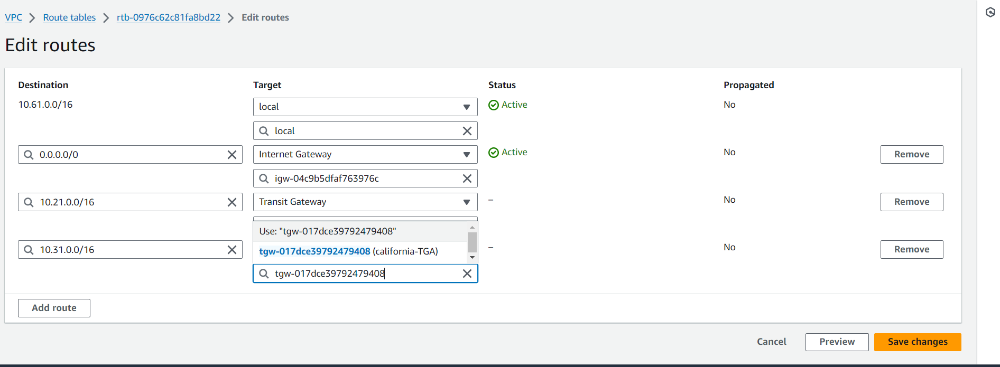 VPC > Route tables > rtb-0976c62c81fa8bd22 > Edit routes
Edit routes
Destination Target Status Propagated
10.61.0.0/16 local Active No
local
0.0.0.0/0 Internet Gateway Active No Remove
igw-04c9b5dfaf763976c
10.21.0.0/16 Transit Gateway – No Remove
Use: "tgw-017dce39792479408"
10.31.0.0/16 tgw-017dce39792479408 (california-TGA) – No Remove
tgw-017dce39792479408
Add route
Cancel Preview Save changes